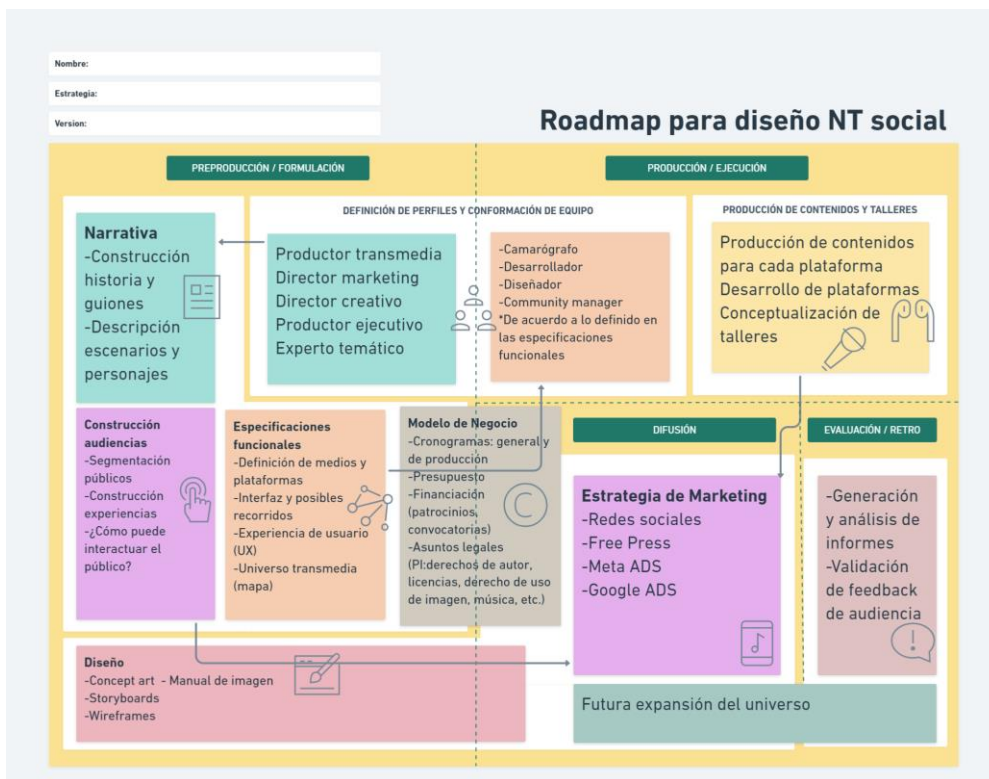 Nombre:
Estrategia:
Version:
Roadmap para diseño NT social
PREPRODUCCIÓN / FORMULACIÓN
PRODUCCIÓN / EJECUCIÓN
DEFINICIÓN DE PERFILES Y CONFORMACIÓN DE EQUIPO
PRODUCCIÓN DE CONTENIDOS Y TALLERES
Narrativa
-Construcción
historia y
guiones
-Descripción
escenarios y
personajes
Productor transmedia
Director marketing
Director creativo
Productor ejecutivo
Experto temático
-Camarógrafo
-Desarrollador
-Diseñador
-Community manager
*De acuerdo a lo definido en
las especificaciones
funcionales
Producción de contenidos
para cada plataforma
Desarrollo de plataformas
Conceptualización de
talleres
Construcción
audiencias
-Segmentación
públicos
-Construcción
experiencias
-¿Cómo puede
interactuar el
público?
Especificaciones
funcionales
-Definición de medios y
plataformas
-Interfaz y posibles
recorridos
-Experiencia de usuario
(UX)
-Universo transmedia
(mapa)
Modelo de Negocio
-Cronogramas: general y
de producción
-Presupuesto
-Financiación
(patrocinios,
convocatorias)
-Asuntos legales
(PI:derechos de autor,
licencias, derecho de uso
de imagen, música, etc.)
C
DIFUSIÓN
EVALUACIÓN / RETRO
Estrategia de Marketing
-Redes sociales
-Free Press
-Meta ADS
-Google ADS
-Generación
y análisis de
informes
-Validación
de feedback
de audiencia
Diseño
-Concept art - Manual de imagen
-Storyboards
-Wireframes
Futura expansión del universo